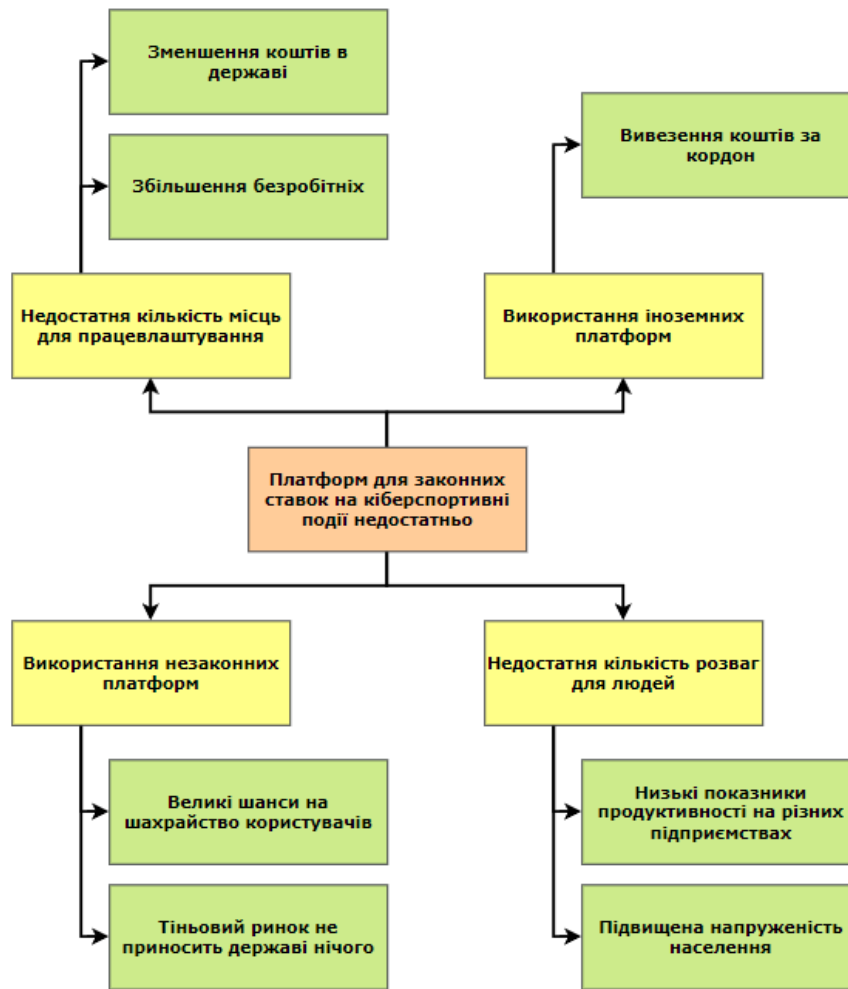 Зменшення коштів в
державі
Збільшення безробітніх
Вивезення коштів за
кордон
Недостатня кількість місць
для працевлаштування
Використання іноземних
платформ
Платформ для законних
ставок на кіберспортивні
події недостатньо
Використання незаконних
платформ
Недостатня кількість розваг
для людей
Великі шанси на
шахрайство користувачів
Тіньовий ринок не
приносить державі нічого
Низькі показники
продуктивності на різних
підприємствах
Підвищена напруженість
населення